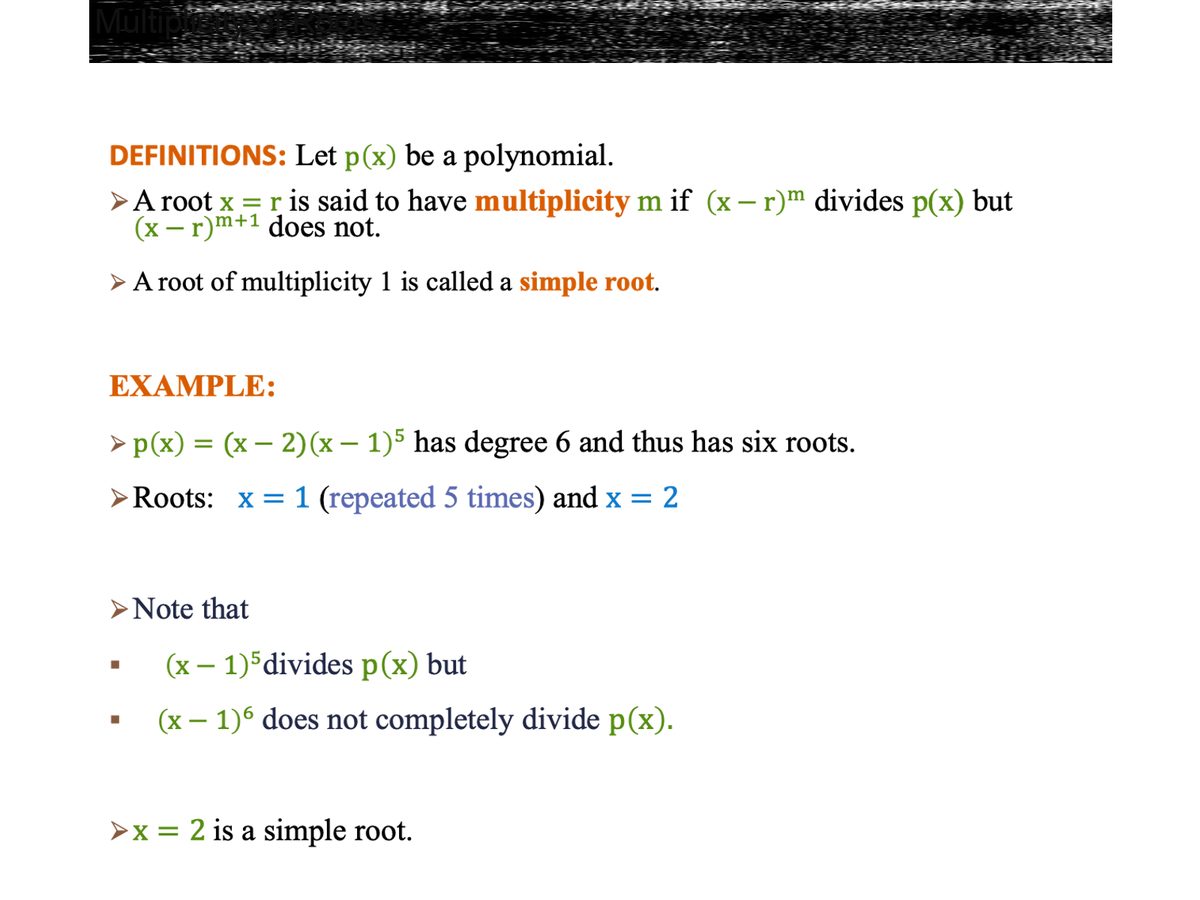 DEFINITIONS: Let p(x) be a polynomial.
➢ A root x = r is said to have multiplicity m if (x − r)ᵐ divides p(x) but
(x − r)ᵐ⁺¹ does not.
➢ A root of multiplicity 1 is called a simple root.
EXAMPLE:
➢ p(x) = (x − 2)(x − 1)⁵ has degree 6 and thus has six roots.
➢ Roots: x = 1 (repeated 5 times) and x = 2
➢ Note that
▪ (x − 1)⁵divides p(x) but
▪ (x − 1)⁶ does not completely divide p(x).
➢ x = 2 is a simple root.